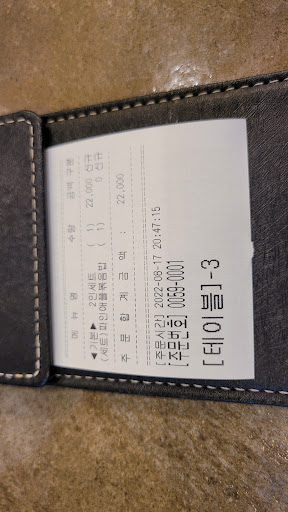 메 뉴 명 수량 금액 구분
◀기본▶ 2인세트 ( 1) 22,000 신규
(세트)파인애플볶음밥 ( 1) 0 신규
주 문 합 계 금 액 : 22,000
[주문시간] 2022-08-17 20:47:15
[주문번호] 0059-0001
[테이블]-3